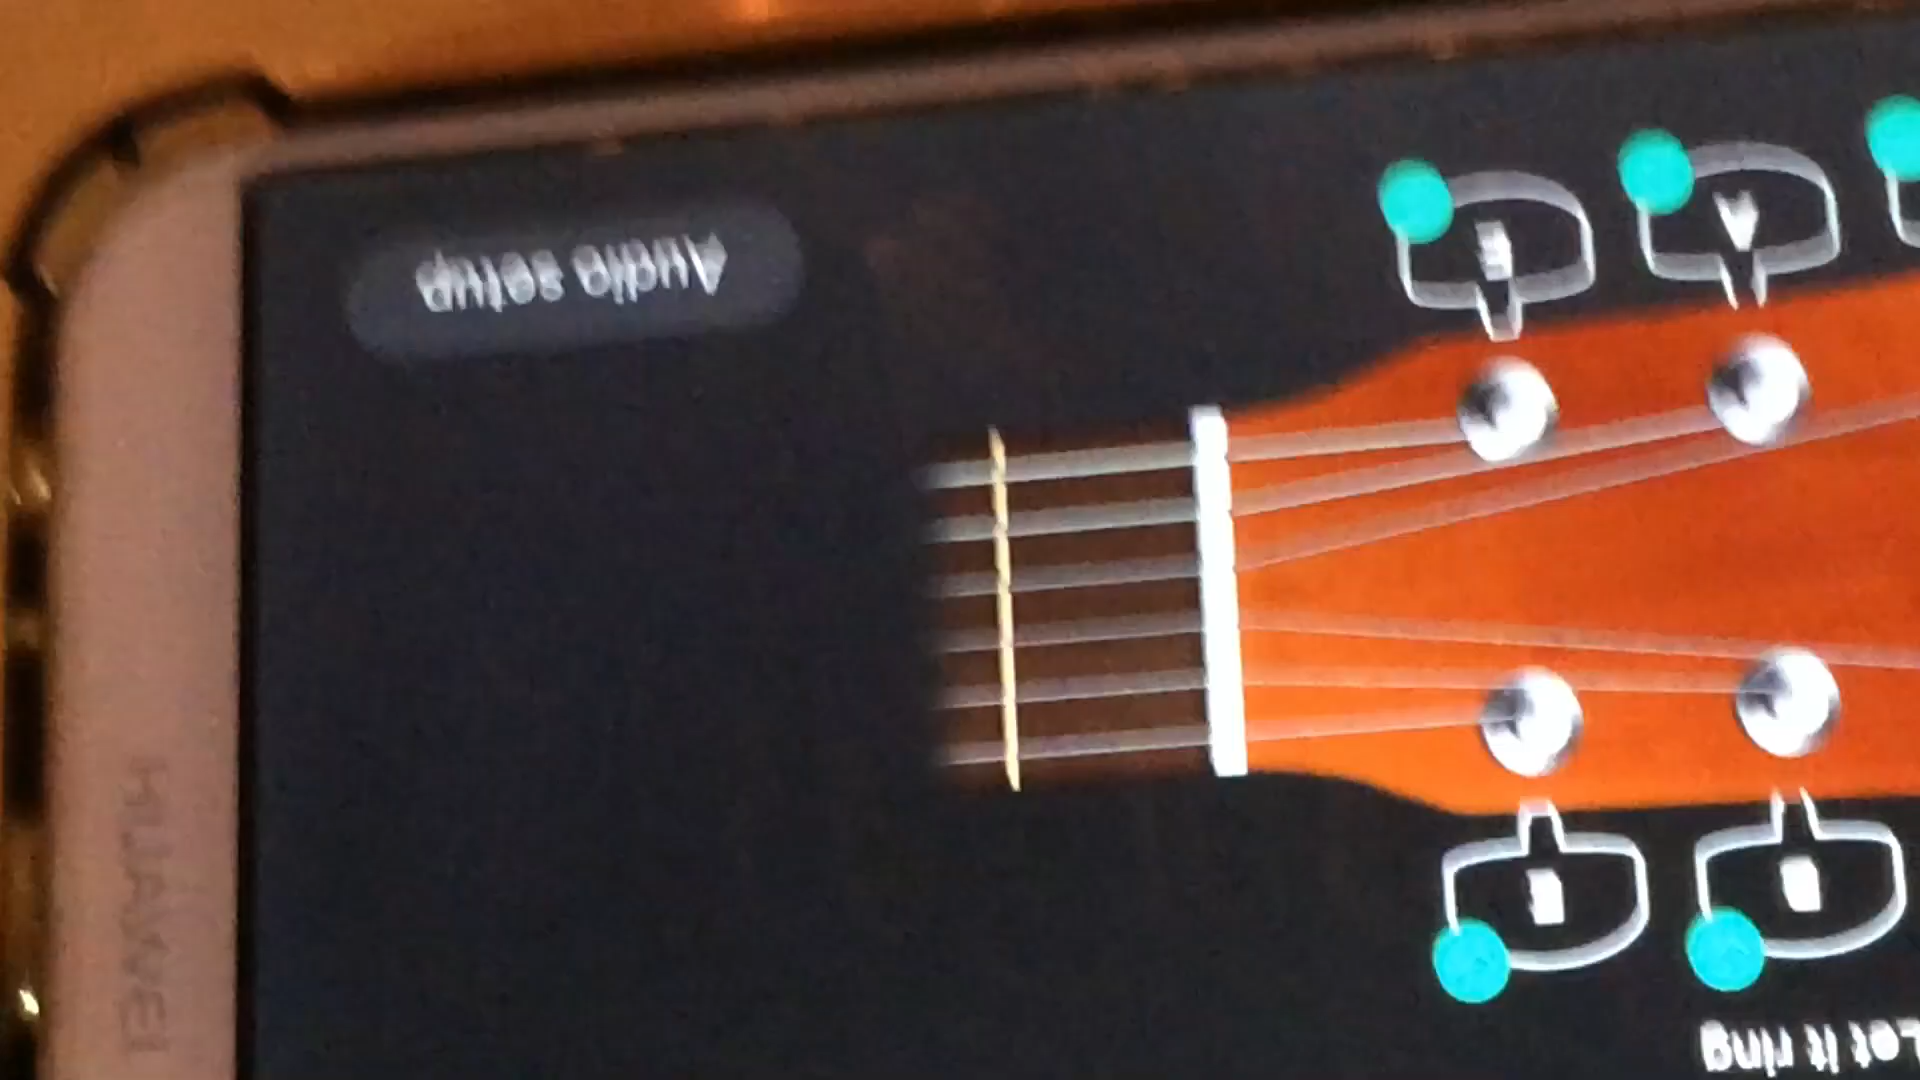 Let it ring
A
E
Audio setup
HUAWEI